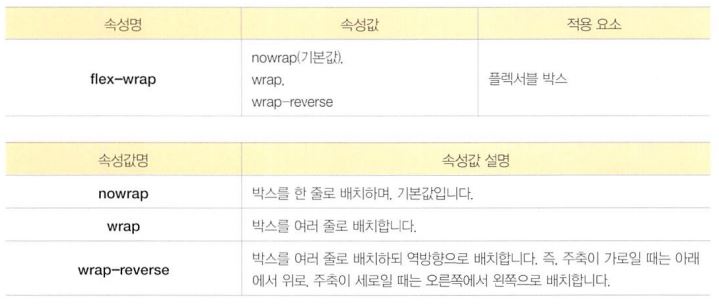 속성명 속성값 적용 요소
flex-wrap
nowrap(기본값),
wrap,
wrap-reverse
플렉서블 박스
속성값명 속성값 설명
nowrap 박스를 한 줄로 배치하며, 기본값입니다.
wrap 박스를 여러 줄로 배치합니다.
wrap-reverse
박스를 여러 줄로 배치하되 역방향으로 배치합니다. 즉, 주축이 가로일 때는 아래
에서 위로, 주축이 세로일 때는 오른쪽에서 왼쪽으로 배치합니다.